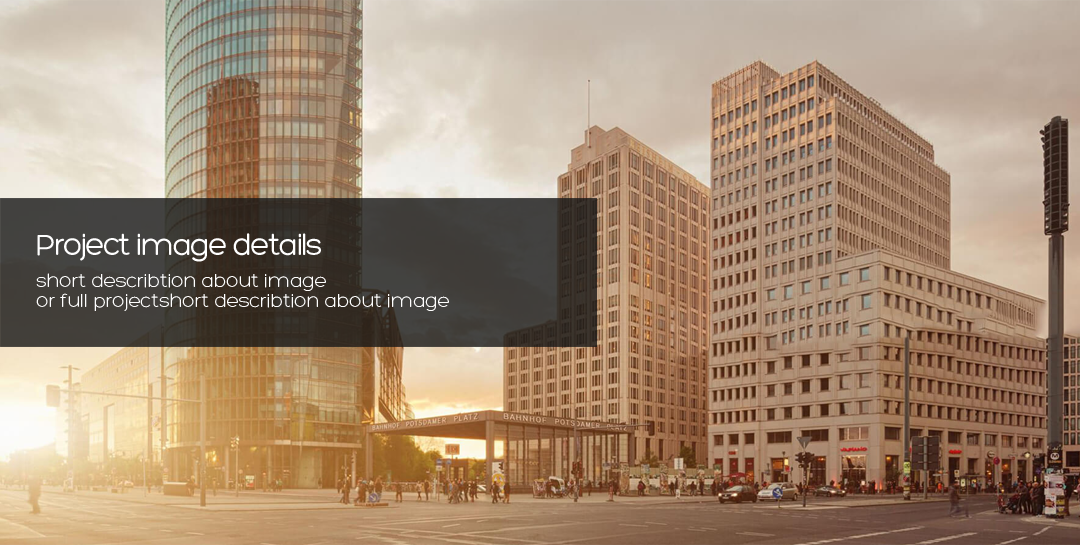 Project image details
short describtion about image
or full projectshort describtion about image
BAHNHOF POTSDAMER PLATZ
BAHNHOF POTSDAMER PLATZ